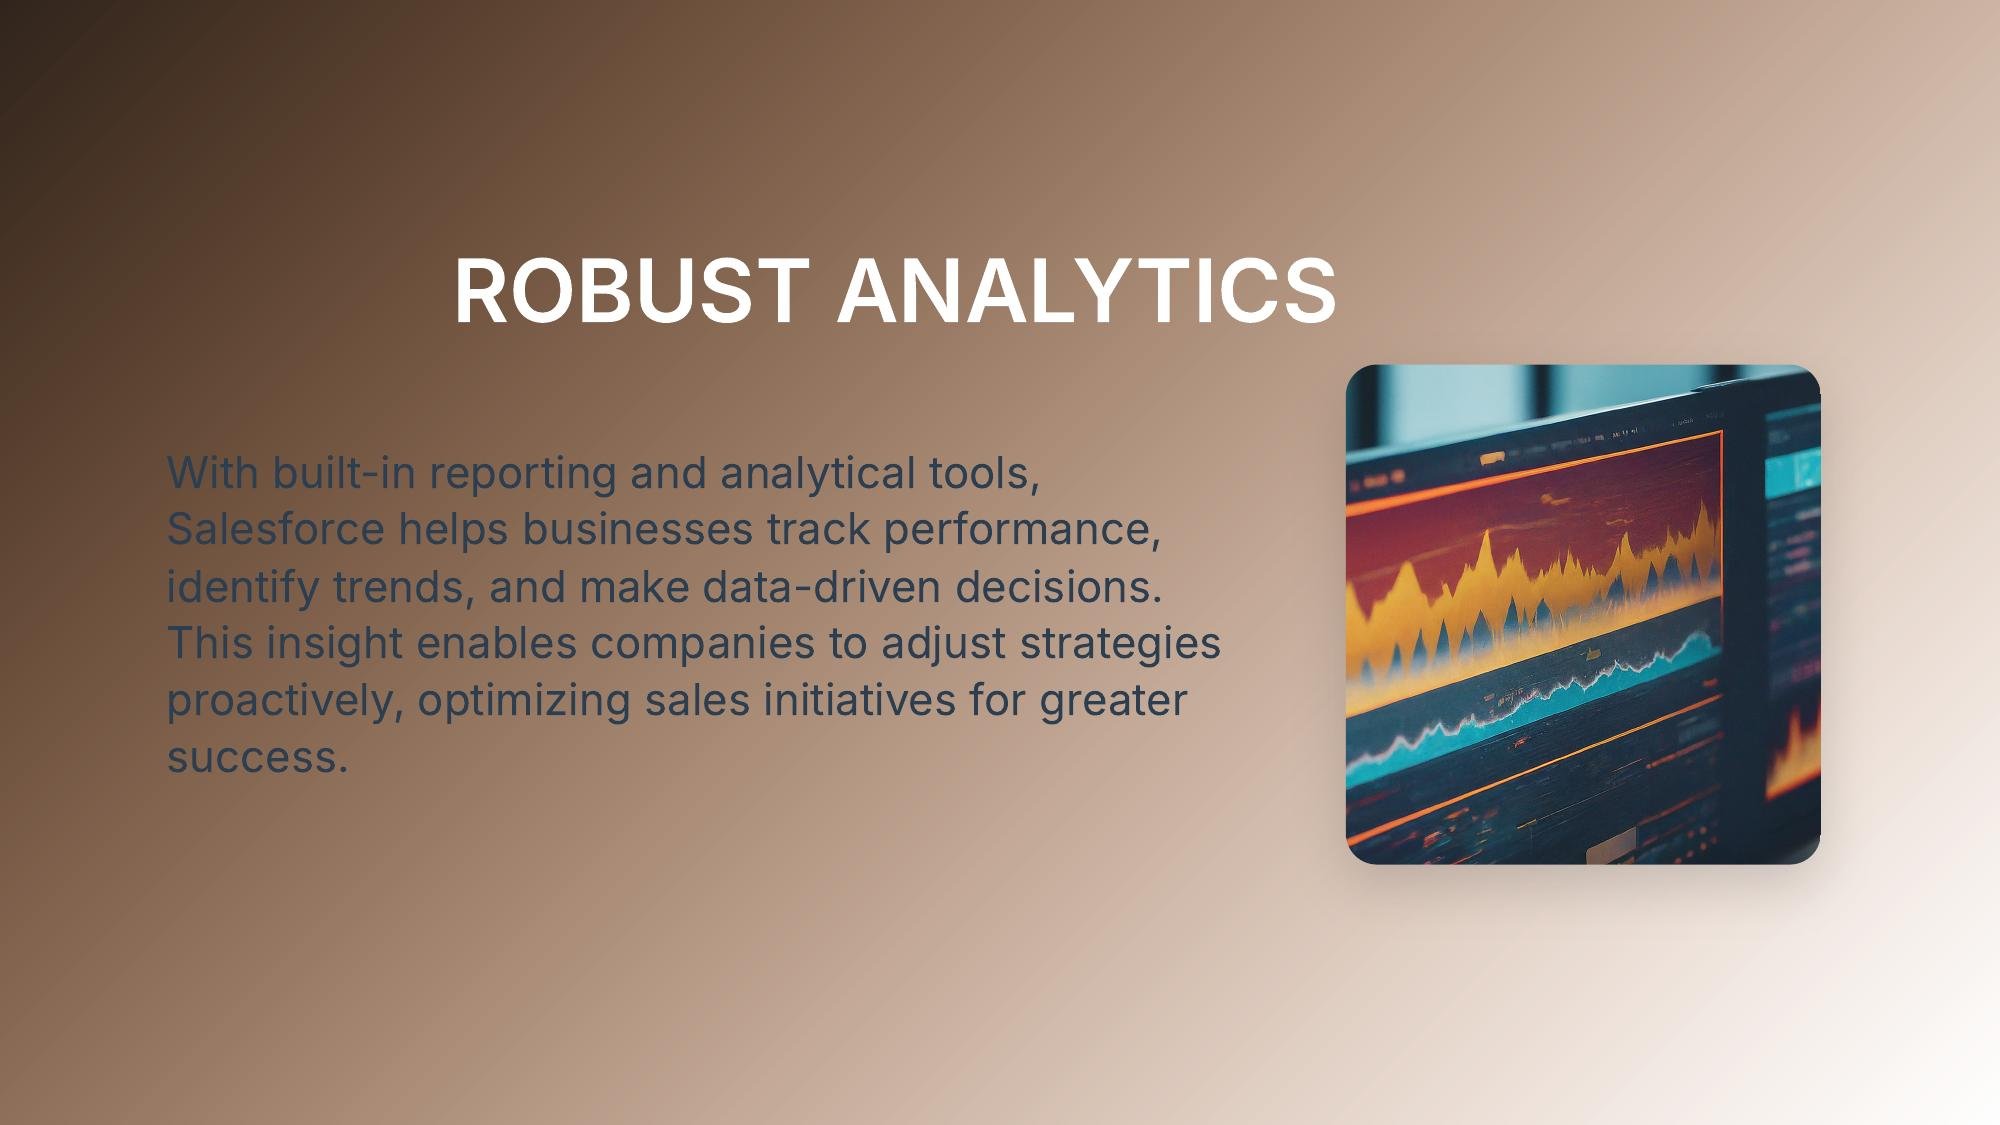 ROBUST ANALYTICS
With built-in reporting and analytical tools,
Salesforce helps businesses track performance,
identify trends, and make data-driven decisions.
This insight enables companies to adjust strategies
proactively, optimizing sales initiatives for greater
success.